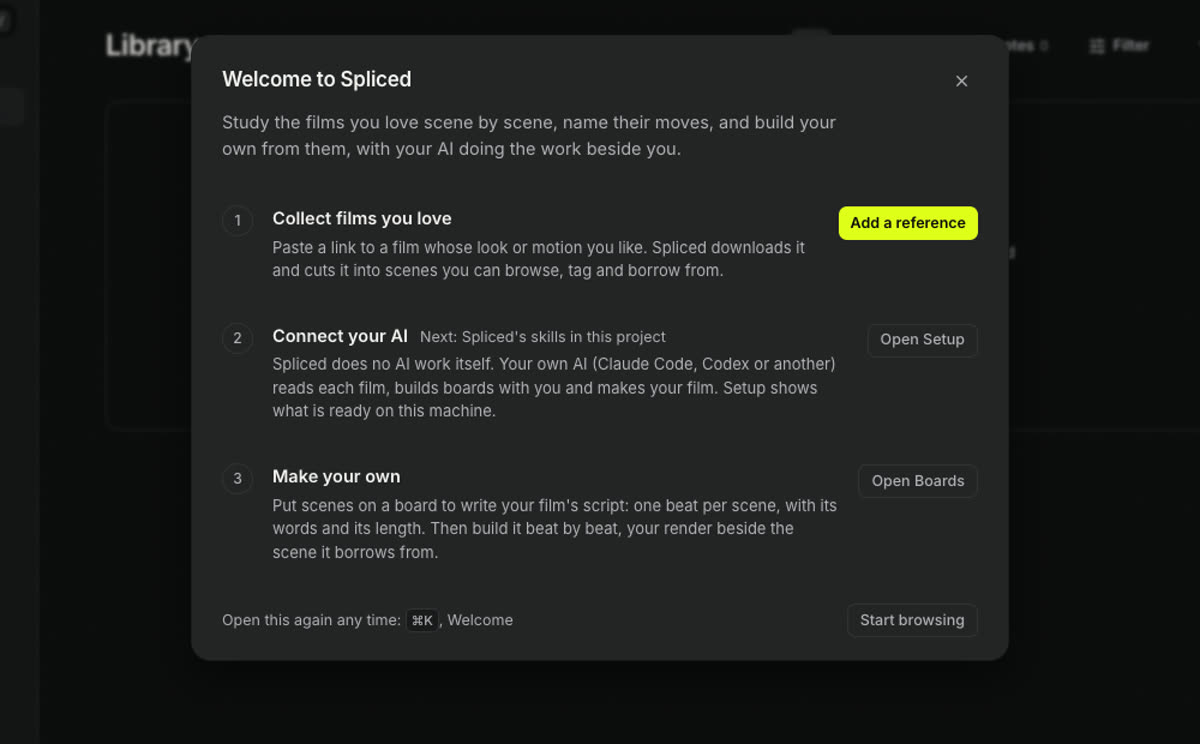 Library
Filter
Welcome to Spliced
Study the films you love scene by scene, name their moves, and build your
own from them, with your AI doing the work beside you.
1
Collect films you love
Add a reference
Paste a link to a film whose look or motion you like. Spliced downloads it
and cuts it into scenes you can browse, tag and borrow from.
2
Connect your AI Next: Spliced's skills in this project
Open Setup
Spliced does no AI work itself. Your own AI (Claude Code, Codex or another)
reads each film, builds boards with you and makes your film. Setup shows
what is ready on this machine.
3
Make your own
Open Boards
Put scenes on a board to write your film's script: one beat per scene, with its
words and its length. Then build it beat by beat, your render beside the
scene it borrows from.
Open this again any time: ⌘K, Welcome
Start browsing